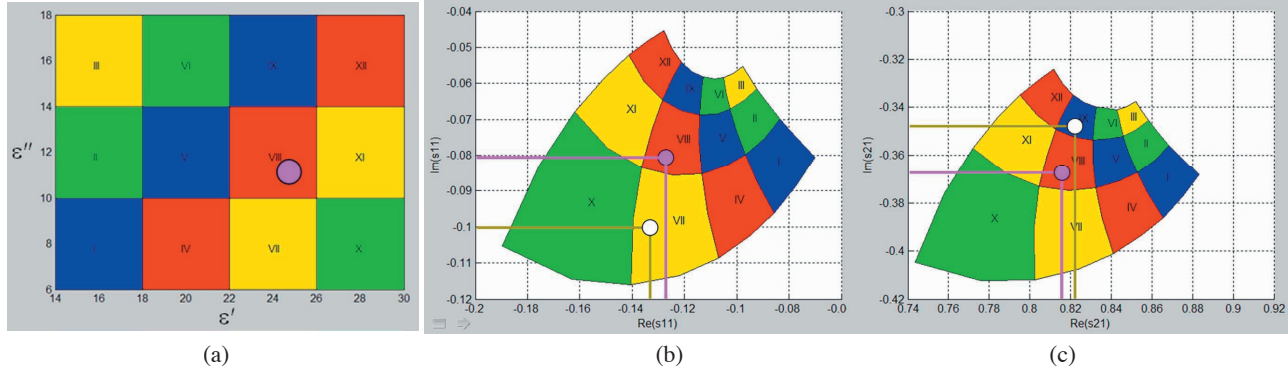 18
16
14
12
10
8
6
ε″
III
VI
IX
XII
II
V
VIII
XI
I
IV
VII
X
14
16
18
20
22
24
26
28
30
ε′
(a)
-0.04
-0.05
-0.06
-0.07
-0.08
-0.09
-0.1
-0.11
-0.12
Im(s11)
XII
IX
VI
III
XI
VIII
V
II
I
X
VII
IV
-0.2
-0.18
-0.16
-0.14
-0.12
-0.1
-0.08
-0.0
Re(s11)
(b)
-0.3
-0.32
-0.34
-0.36
-0.38
-0.4
-0.42
Im(s21)
XII
IX
VI
III
XI
VIII
V
II
I
X
VII
IV
0.74
0.76
0.78
0.8
0.82
0.84
0.86
0.88
0.9
0.92
Re(s21)
(c)